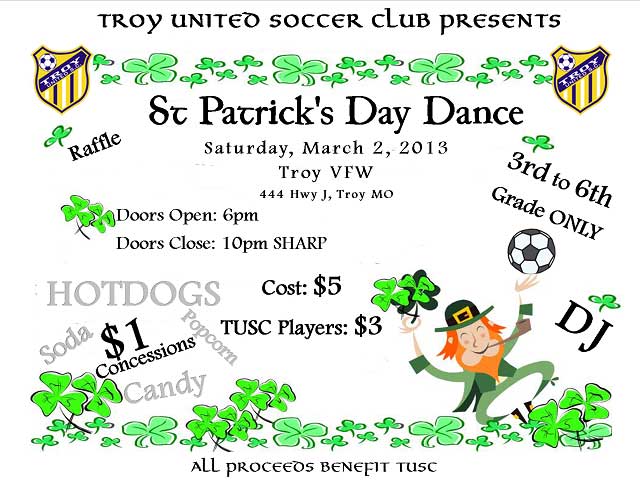 TROY UNITED SOCCER CLUB PRESENTS
TROY
TROY
St Patrick's Day Dance
Raffle
Saturday, March 2, 2013
Troy VFW
444 Hwy J, Troy MO
3rd to 6th
Grade ONLY
Doors Open: 6pm
Doors Close: 10pm SHARP
HOTDOGS
Cost: $5
Soda
$1
Concessions
Popcorn
Candy
TUSC Players: $3
DJ
ALL PROCEEDS BENEFIT TUSC